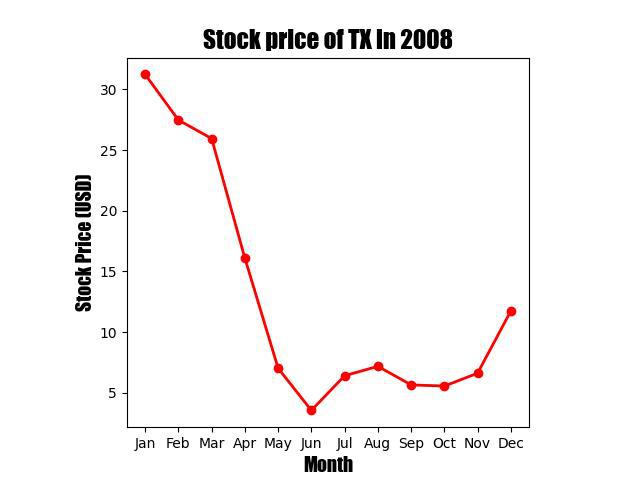 Stock price of TX in 2008
Stock Price (USD)
30
25
20
15
10
5
Jan Feb Mar Apr May Jun Jul Aug Sep Oct Nov Dec
Month